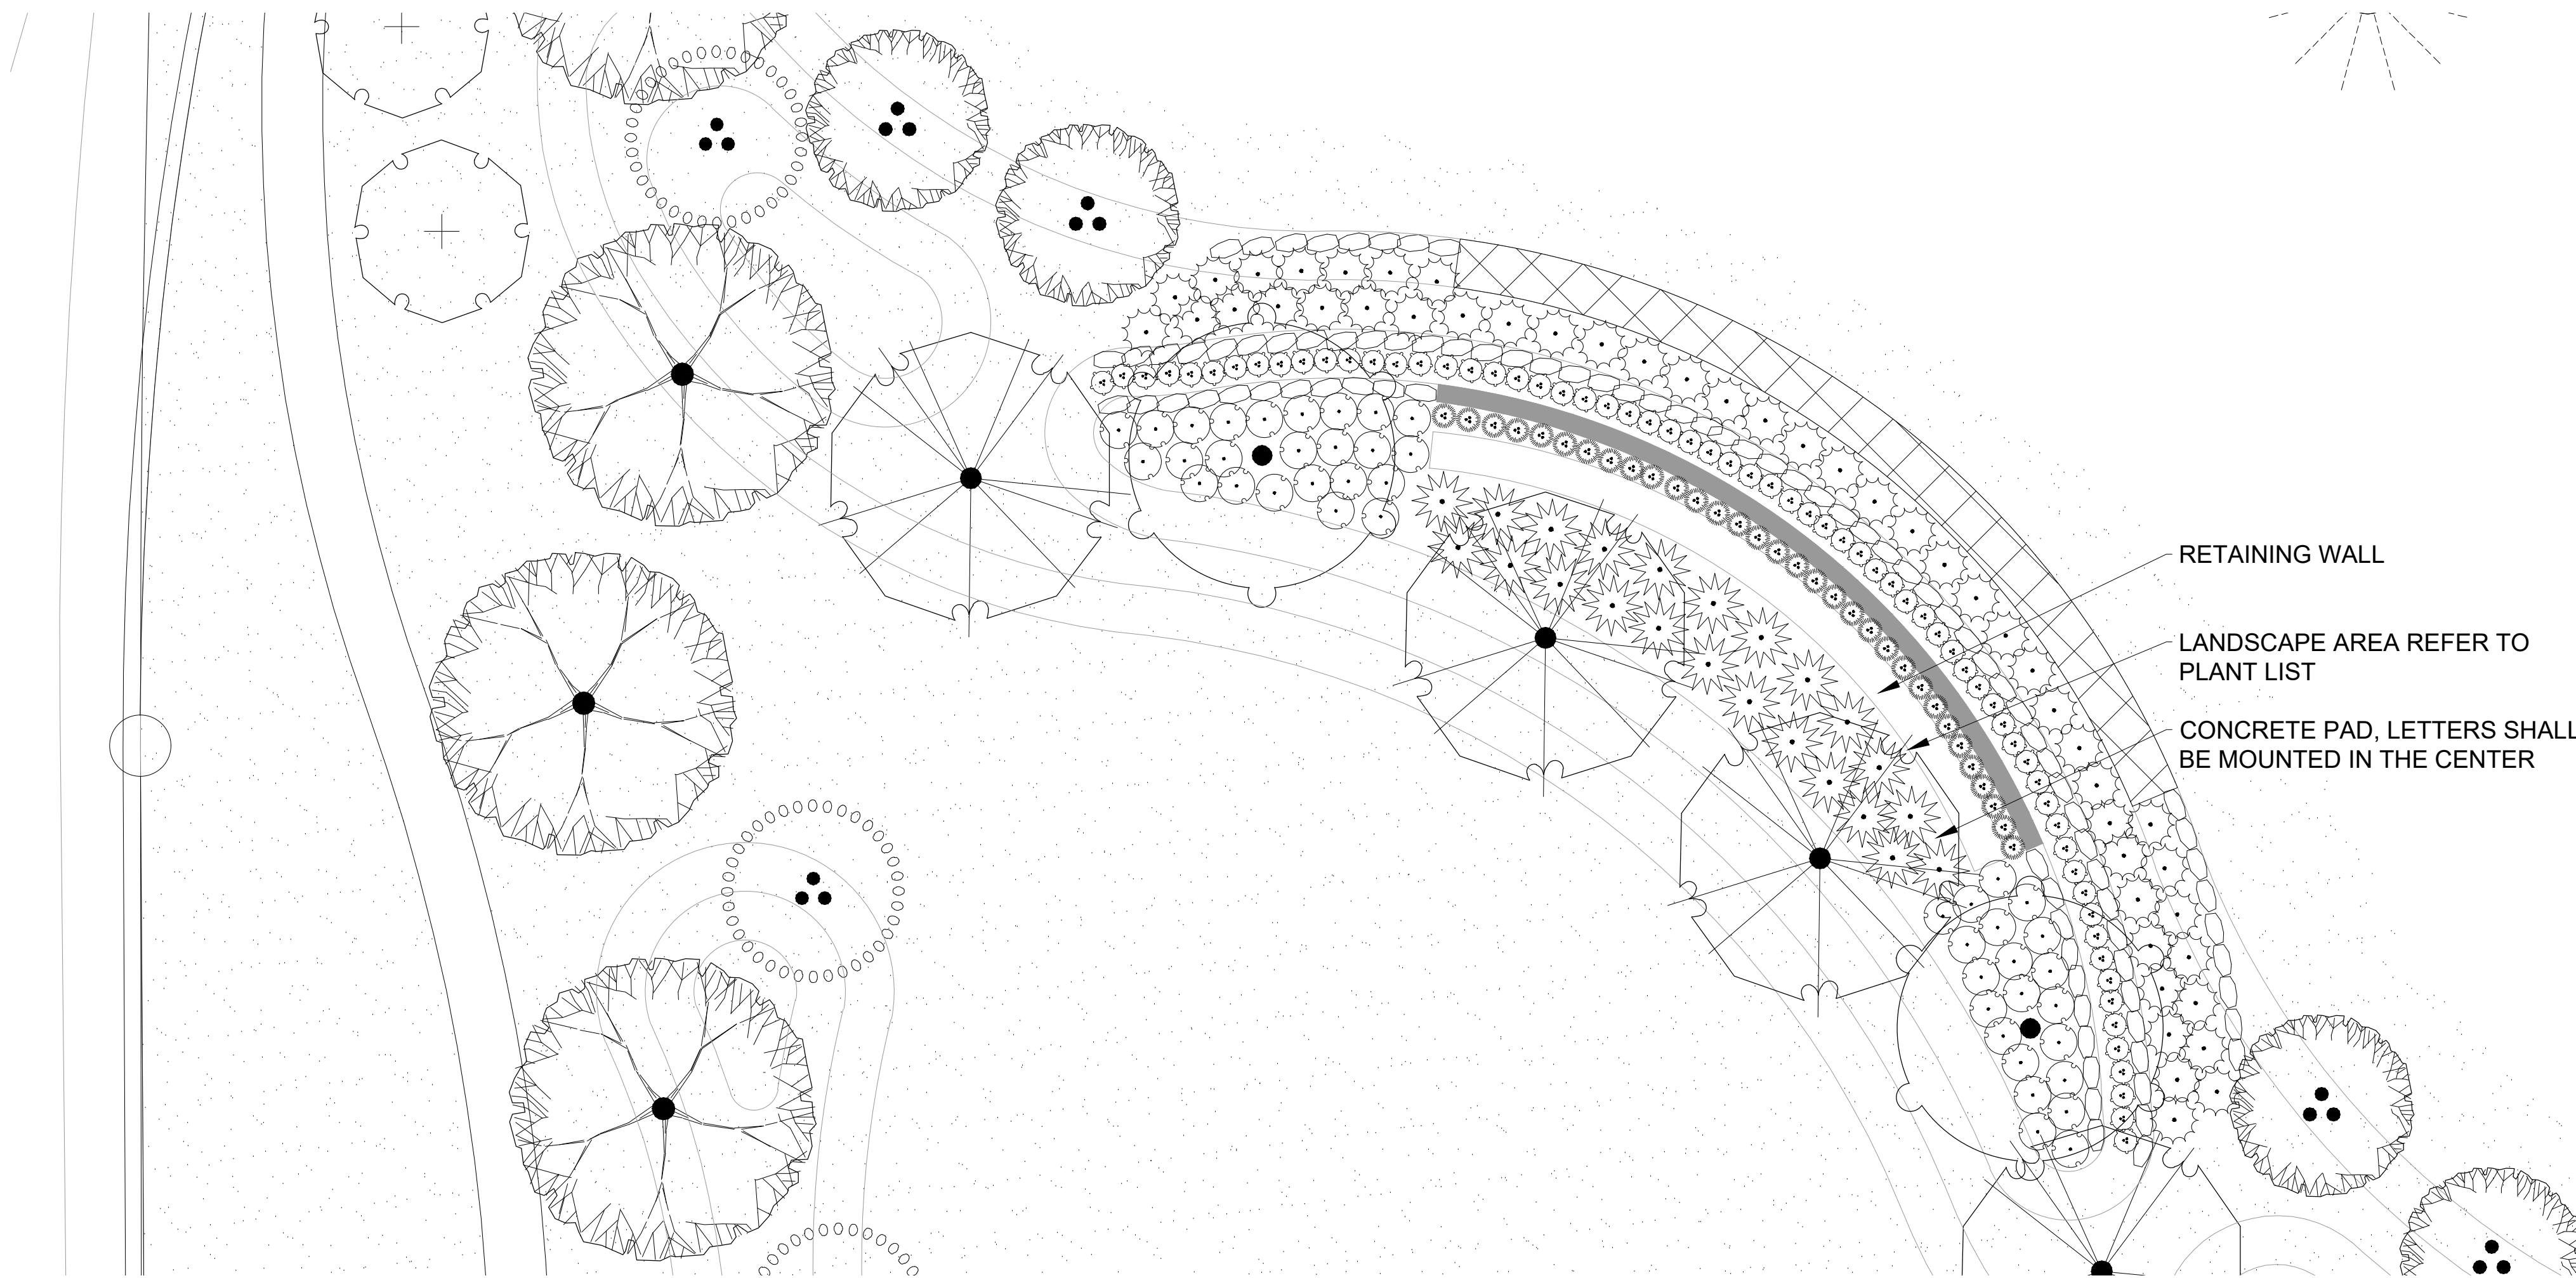 RETAINING WALL
LANDSCAPE AREA REFER TO
PLANT LIST
CONCRETE PAD, LETTERS SHALL
BE MOUNTED IN THE CENTER